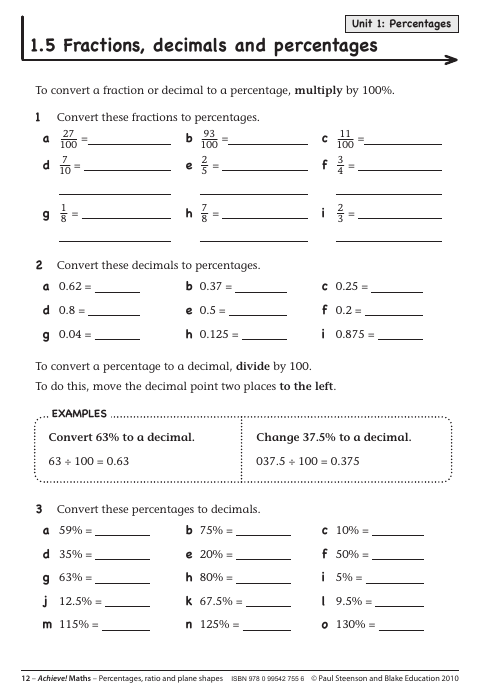 Unit 1: Percentages
1.5 Fractions, decimals and percentages
To convert a fraction or decimal to a percentage, multiply by 100%.
1 Convert these fractions to percentages.
a 27/100 = b 93/100 = c 11/100 =
d 7/10 = e 2/5 = f 3/4 =
g 1/8 = h 7/8 = i 2/3 =
2 Convert these decimals to percentages.
a 0.62 = b 0.37 = c 0.25 =
d 0.8 = e 0.5 = f 0.2 =
g 0.04 = h 0.125 = i 0.875 =
To convert a percentage to a decimal, divide by 100.
To do this, move the decimal point two places to the left.
EXAMPLES
Convert 63% to a decimal.
63 ÷ 100 = 0.63
Change 37.5% to a decimal.
037.5 ÷ 100 = 0.375
3 Convert these percentages to decimals.
a 59% = b 75% = c 10% =
d 35% = e 20% = f 50% =
g 63% = h 80% = i 5% =
j 12.5% = k 67.5% = l 9.5% =
m 115% = n 125% = o 130% =
12 – Achieve! Maths – Percentages, ratio and plane shapes ISBN 978 0 99542 755 6 © Paul Steenson and Blake Education 2010